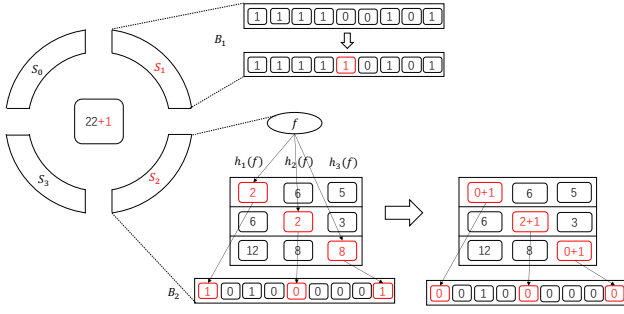 1 1 1 1 0 0 1 0 1
B₁
1 1 1 1 1 0 1 0 1
S₀ S₁
22+1
S₃ S₂
f
h₁(f) h₂(f) h₃(f)
2 6 5
6 2 3
12 8 8
B₂ 1 0 1 0 0 0 0 0 1
0+1 6 5
6 2+1 3
12 8 0+1
0 0 1 0 0 0 0 0 0